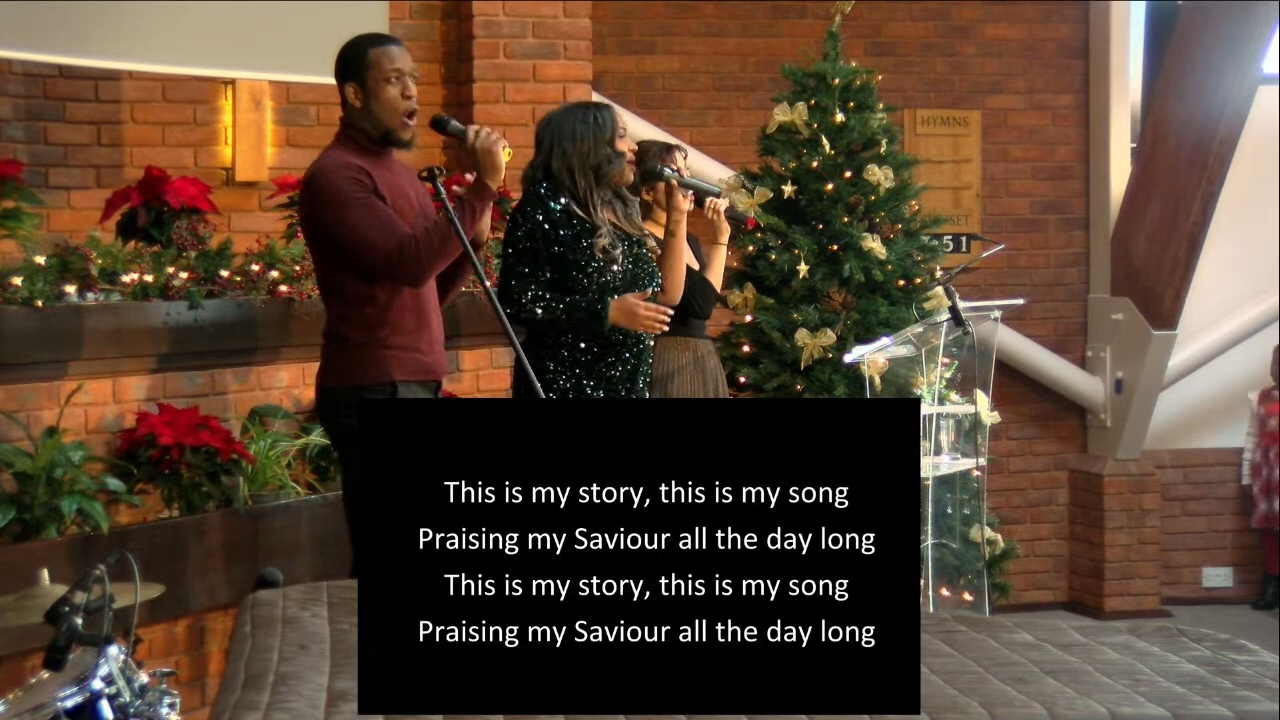 HYMNS
51
This is my story, this is my song
Praising my Saviour all the day long
This is my story, this is my song
Praising my Saviour all the day long